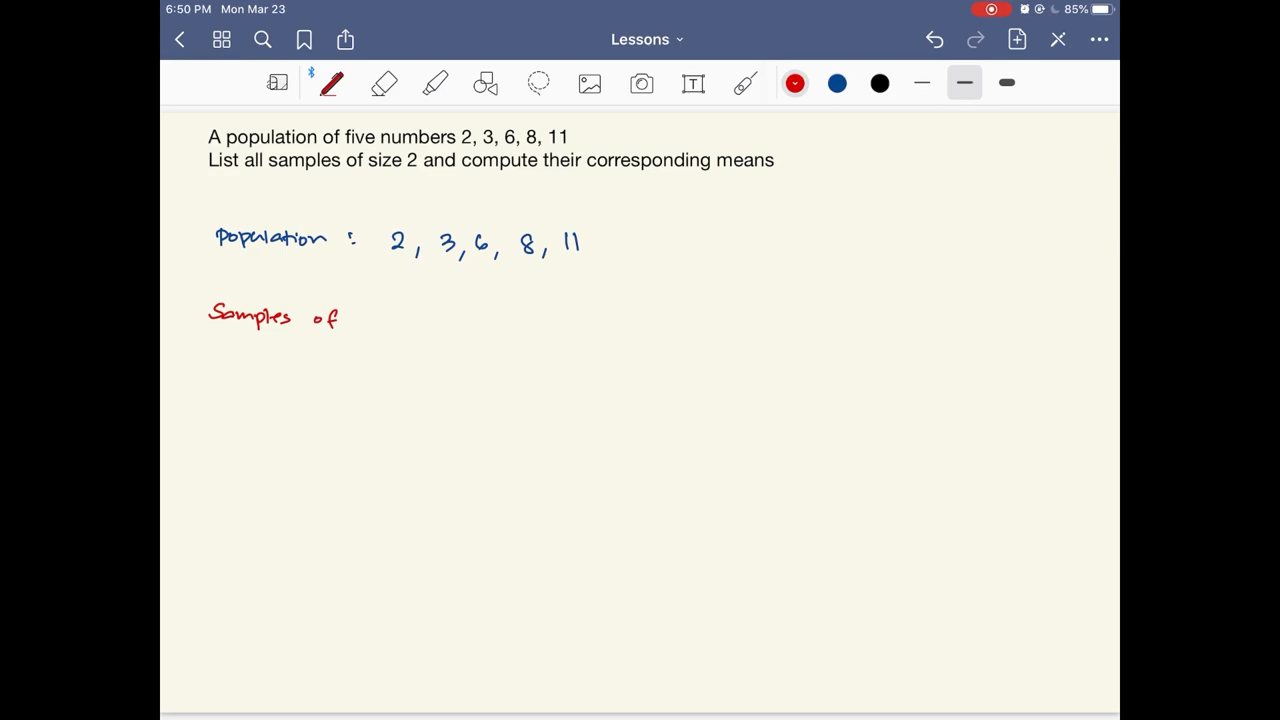 6:50 PM Mon Mar 23 85%
Lessons
T
A population of five numbers 2, 3, 6, 8, 11
List all samples of size 2 and compute their corresponding means
Population : 2, 3, 6, 8, 11
Samples of